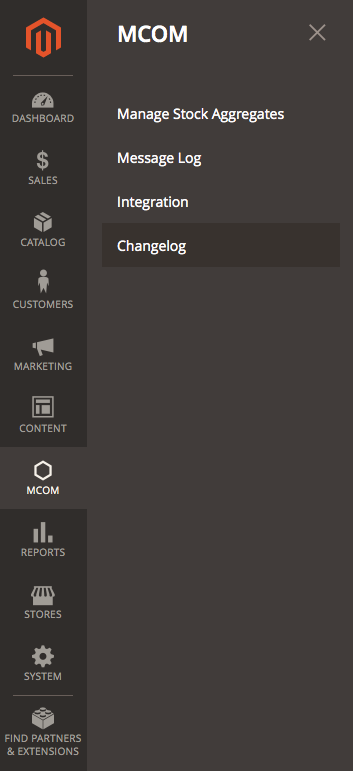 DASHBOARD
SALES
CATALOG
CUSTOMERS
MARKETING
CONTENT
MCOM
REPORTS
STORES
SYSTEM
FIND PARTNERS
& EXTENSIONS
MCOM
Manage Stock Aggregates
Message Log
Integration
Changelog